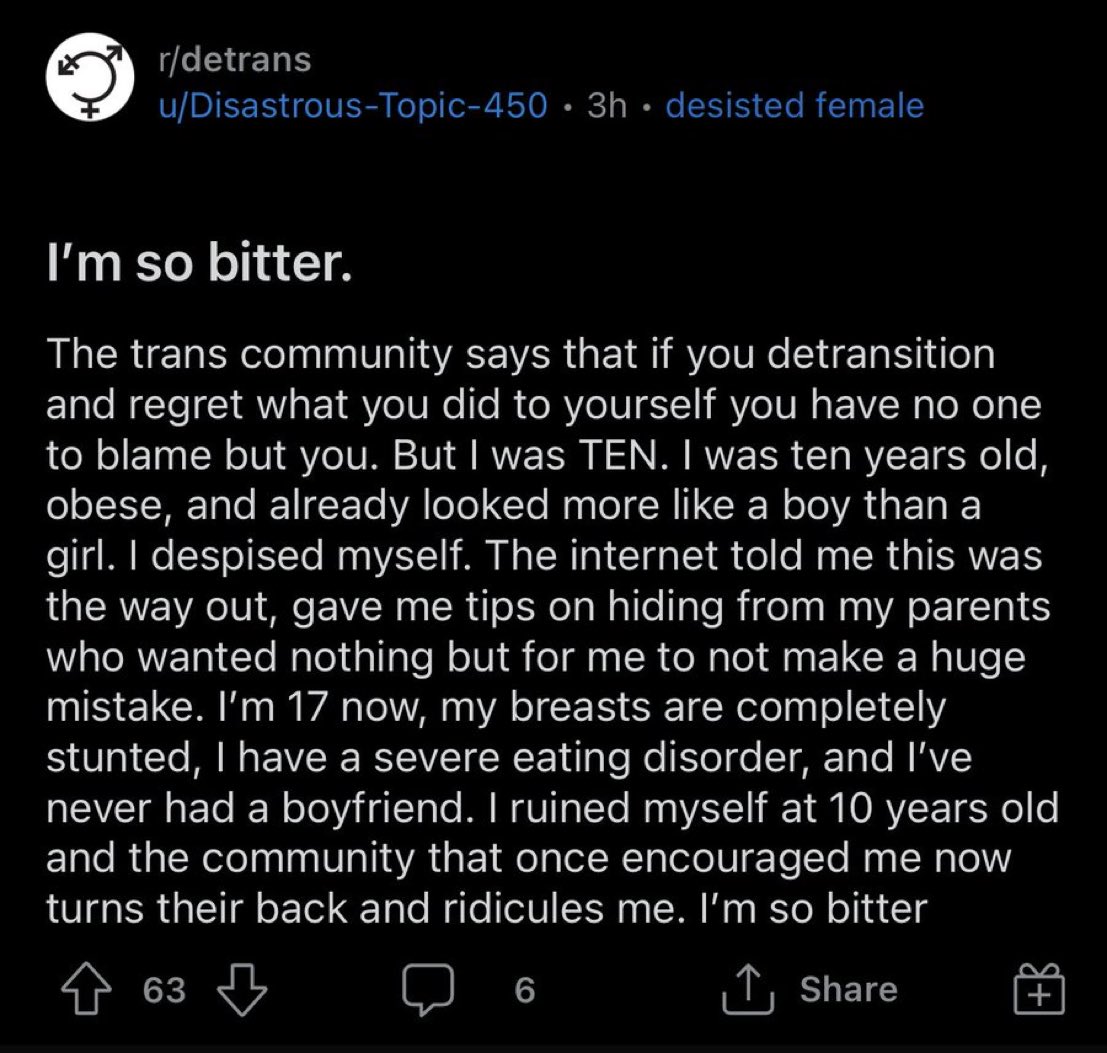 r/detrans
u/Disastrous-Topic-450 • 3h • desisted female
I’m so bitter.
The trans community says that if you detransition
and regret what you did to yourself you have no one
to blame but you. But I was TEN. I was ten years old,
obese, and already looked more like a boy than a
girl. I despised myself. The internet told me this was
the way out, gave me tips on hiding from my parents
who wanted nothing but for me to not make a huge
mistake. I’m 17 now, my breasts are completely
stunted, I have a severe eating disorder, and I’ve
never had a boyfriend. I ruined myself at 10 years old
and the community that once encouraged me now
turns their back and ridicules me. I’m so bitter
63 6 Share